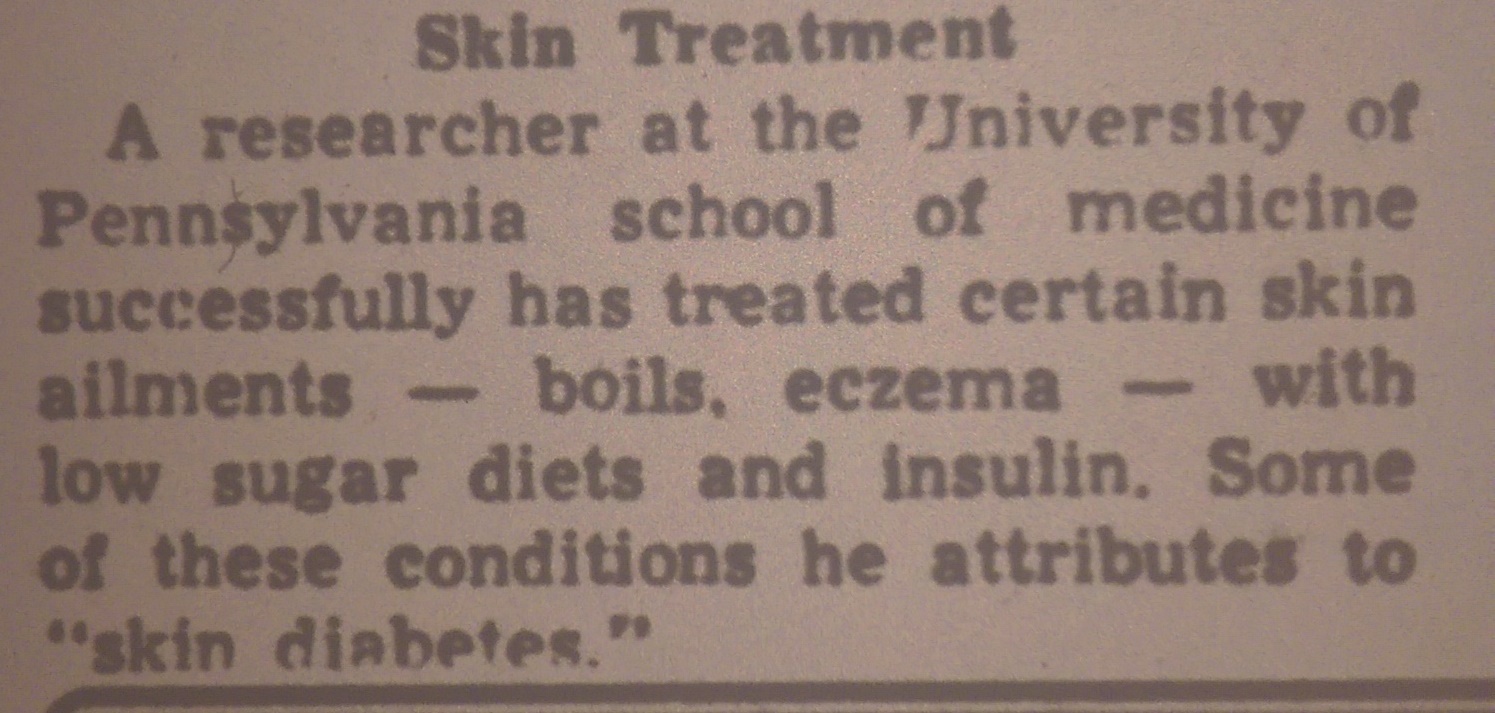 Skin Treatment
A researcher at the University of
Pennsylvania school of medicine
successfully has treated certain skin
ailments — boils, eczema — with
low sugar diets and insulin. Some
of these conditions he attributes to
“skin diabetes.”